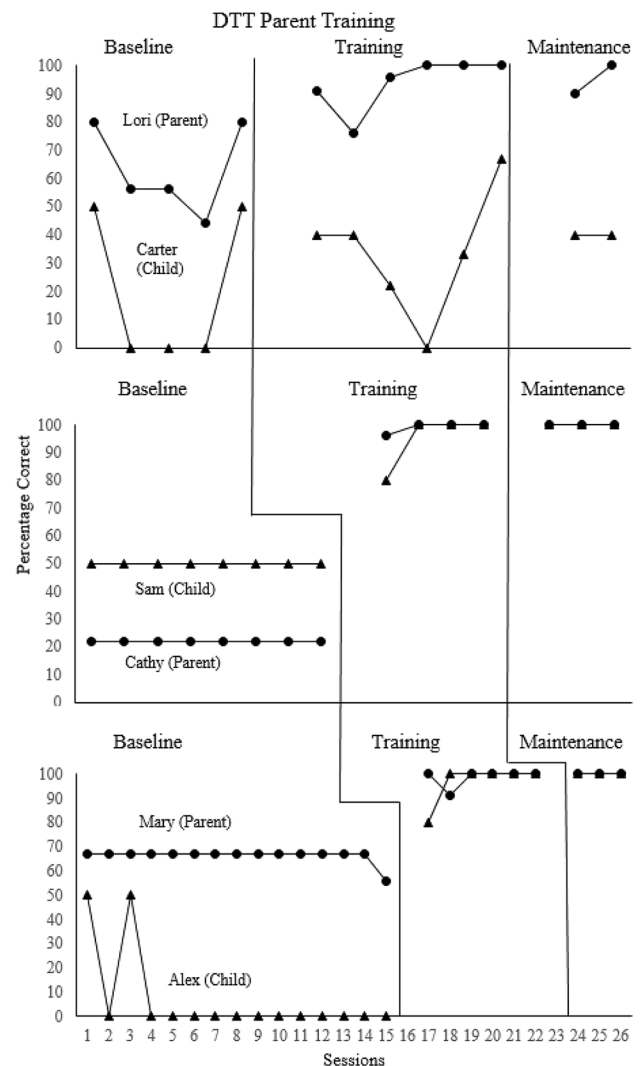 DTT Parent Training
Baseline Training Maintenance
100
90
80
70
60
50
40
30
20
10
0
Lori (Parent)
Carter
(Child)
Baseline Training Maintenance
100
90
80
70
60
50
40
30
20
10
0
Sam (Child)
Cathy (Parent)
Percentage Correct
Baseline Training Maintenance
100
90
80
70
60
50
40
30
20
10
0
Mary (Parent)
Alex (Child)
1 2 3 4 5 6 7 8 9 10 11 12 13 14 15 16 17 18 19 20 21 22 23 24 25 26
Sessions